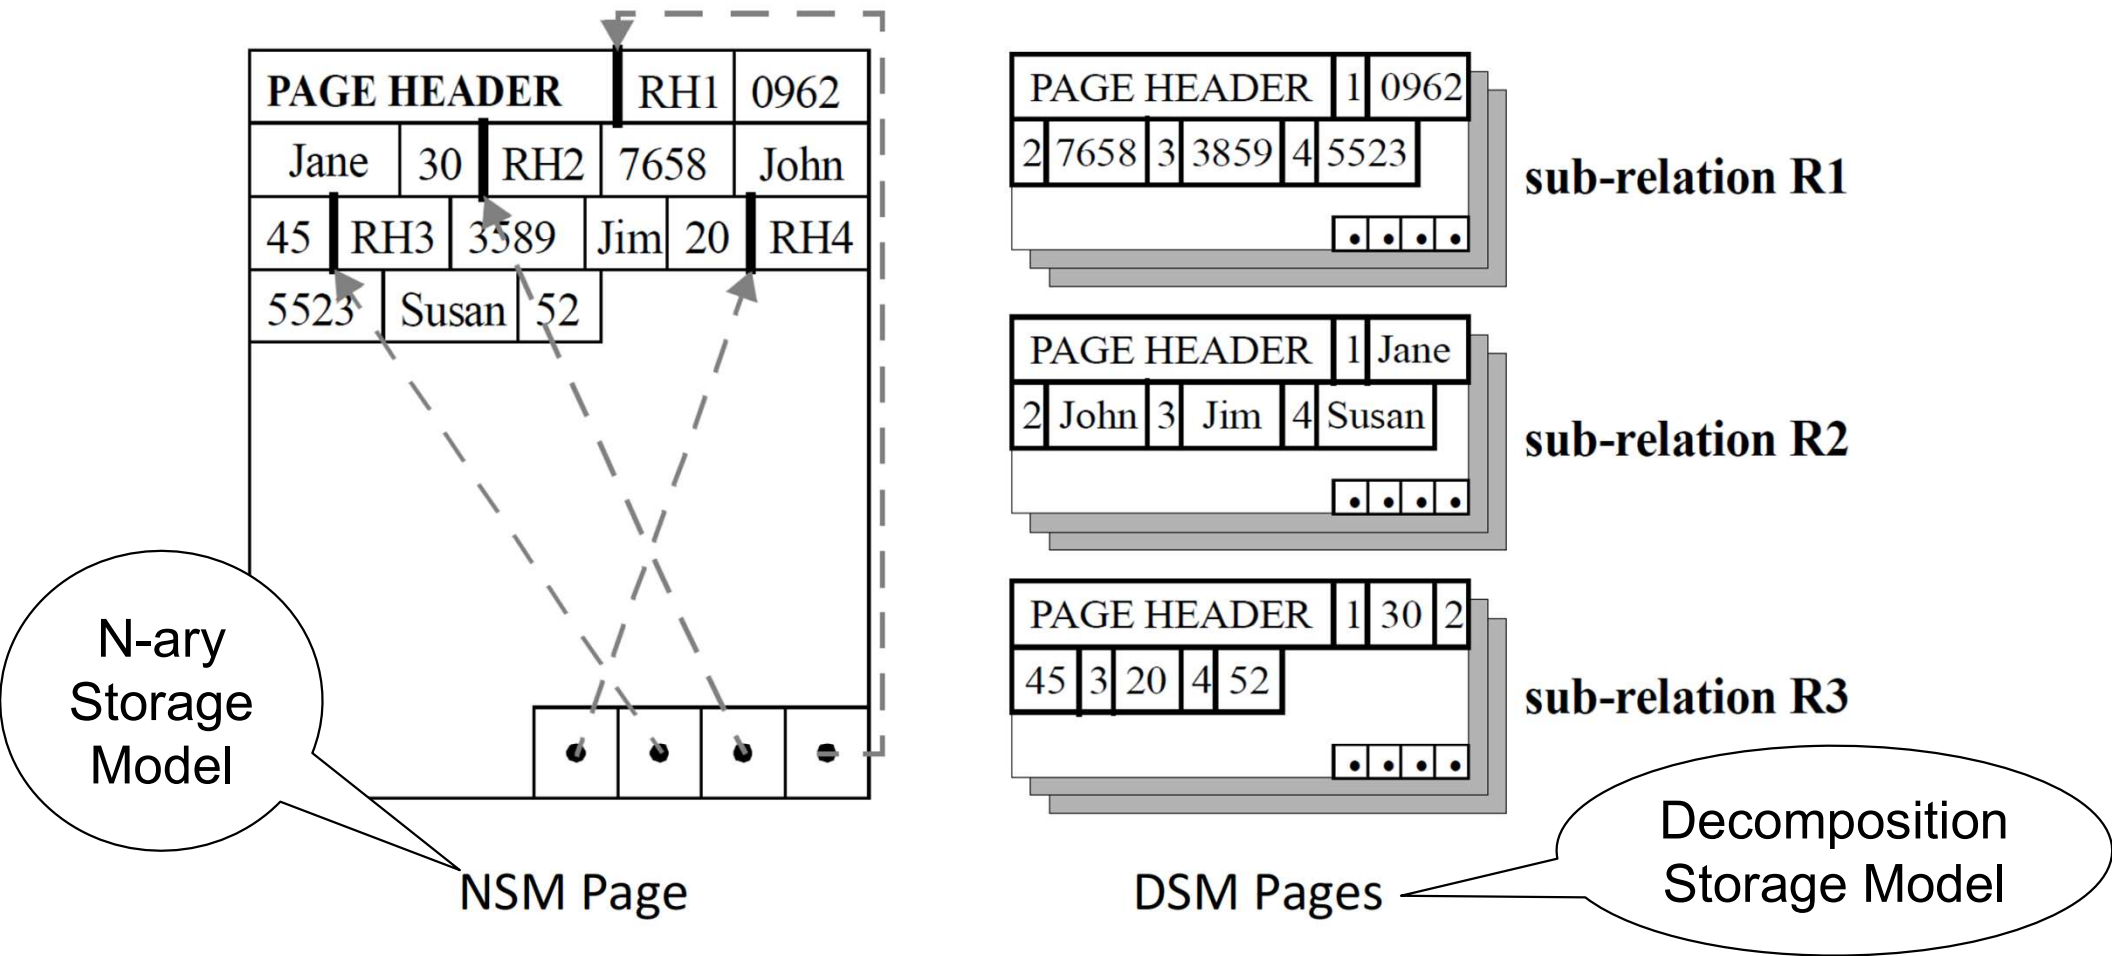 PAGE HEADER RH1 0962
Jane 30 RH2 7658 John
45 RH3 3589 Jim 20 RH4
5523 Susan 52
N-ary
Storage
Model
NSM Page
PAGE HEADER 1 0962
2 7658 3 3859 4 5523
sub-relation R1
PAGE HEADER 1 Jane
2 John 3 Jim 4 Susan
sub-relation R2
PAGE HEADER 1 30 2
45 3 20 4 52
sub-relation R3
DSM Pages
Decomposition
Storage Model